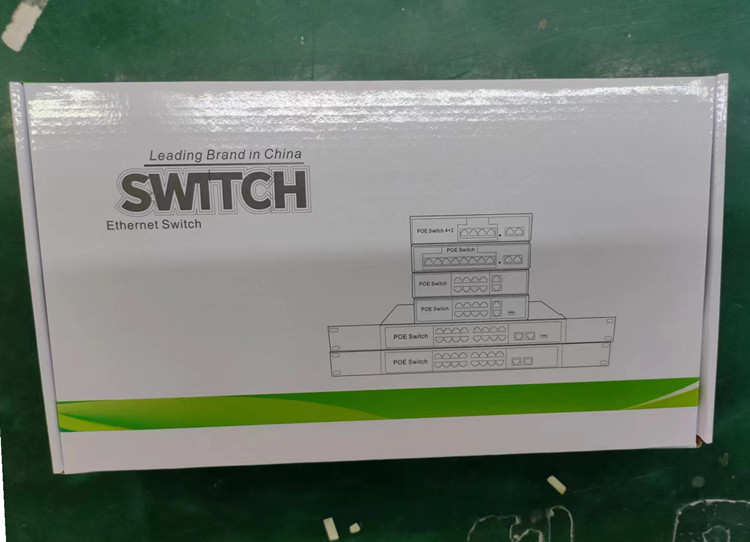 Leading Brand in China
SWITCH
Ethernet Switch
POE Switch 4+2
POE Switch
POE Switch
POE Switch
POE Switch
POE Switch